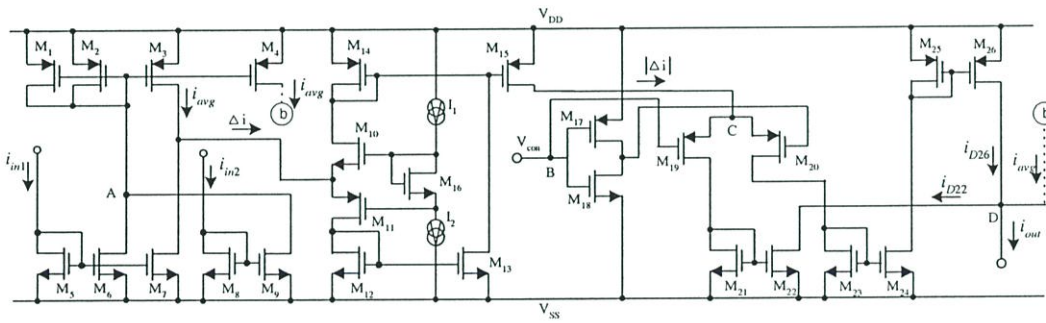 V_DD
M_1
M_2
M_3
M_4
M_14
M_15
|Δi|
M_25
M_26
i_avg
i_avg
b
Δi
I_1
M_10
M_17
V_con
B
C
M_19
M_20
b
i_in1
i_in2
A
M_16
M_18
i_D26
i_avg
M_11
I_2
i_D22
D
i_out
M_13
M_5
M_6
M_7
M_8
M_9
M_12
M_21
M_22
M_23
M_24
V_SS